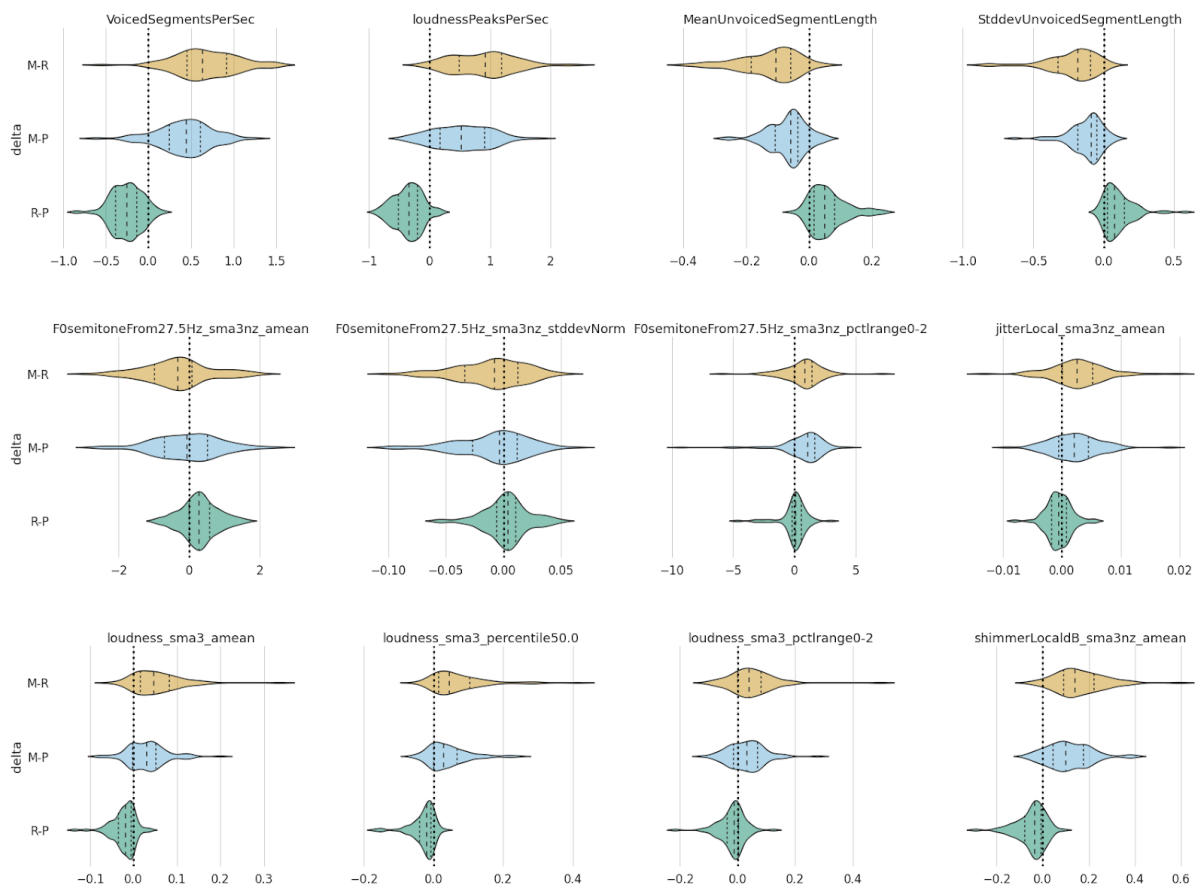 VoicedSegmentsPerSec loudnessPeaksPerSec MeanUnvoicedSegmentLength StddevUnvoicedSegmentLength
M-R
delta M-P
R-P
−1.0 −0.5 0.0 0.5 1.0 1.5 −1 0 1 2 −0.4 −0.2 0.0 0.2 −1.0 −0.5 0.0 0.5
F0semitoneFrom27.5Hz_sma3nz_amean F0semitoneFrom27.5Hz_sma3nz_stddevNorm F0semitoneFrom27.5Hz_sma3nz_pctlrange0-2 jitterLocal_sma3nz_amean
M-R
delta M-P
R-P
−2 0 2 −0.10 −0.05 0.00 0.05 −10 −5 0 5 −0.01 0.00 0.01 0.02
loudness_sma3_amean loudness_sma3_percentile50.0 loudness_sma3_pctlrange0-2 shimmerLocaldB_sma3nz_amean
M-R
delta M-P
R-P
−0.1 0.0 0.1 0.2 0.3 −0.2 0.0 0.2 0.4 −0.2 0.0 0.2 0.4 −0.2 0.0 0.2 0.4 0.6